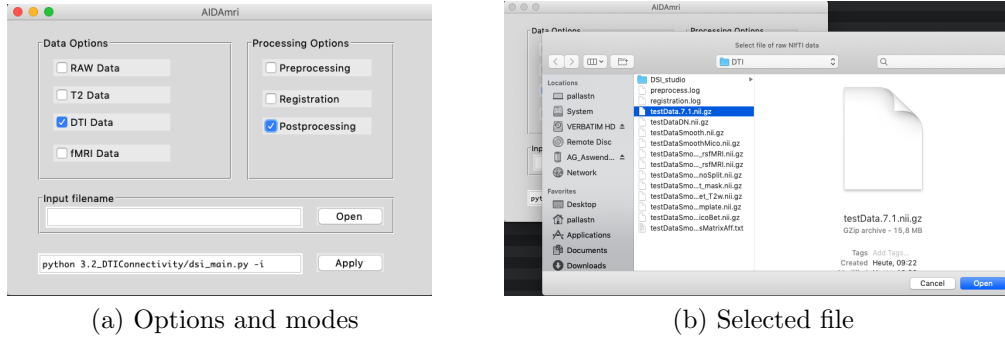 AIDAmri
Data Options
RAW Data
T2 Data
DTI Data
fMRI Data
Processing Options
Preprocessing
Registration
Postprocessing
Input filename
Open
python 3.2_DTIConnectivity/dsi_main.py -i
Apply
(a) Options and modes
AIDAmri
Data Options
Processing Options
Select file of raw NIfTI data
DTI
Q
Locations
pallastn
System
VERBATIM HD
Remote Disc
AG_Aswend...
Network
Favorites
Desktop
pallastn
Applications
Documents
Downloads
Inp
pyt
DSI_studio
preprocess.log
registration.log
testData.7.1.nii.gz
testDataDN.nii.gz
testDataSmooth.nii.gz
testDataSmoothMico.nii.gz
testDataSmo..._rsfMRI.nii.gz
testDataSmo..._rsfMRI.nii.gz
testDataSmo...noSplit.nii.gz
testDataSmo...t_mask.nii.gz
testDataSmo...et_T2w.nii.gz
testDataSmo...mplate.nii.gz
testDataSmo...icoBet.nii.gz
testDataSmo...sMatrixAff.txt
testData.7.1.nii.gz
GZip archive - 15,8 MB
Tags Add Tags...
Created Heute, 09:22
Cancel
Open
(b) Selected file